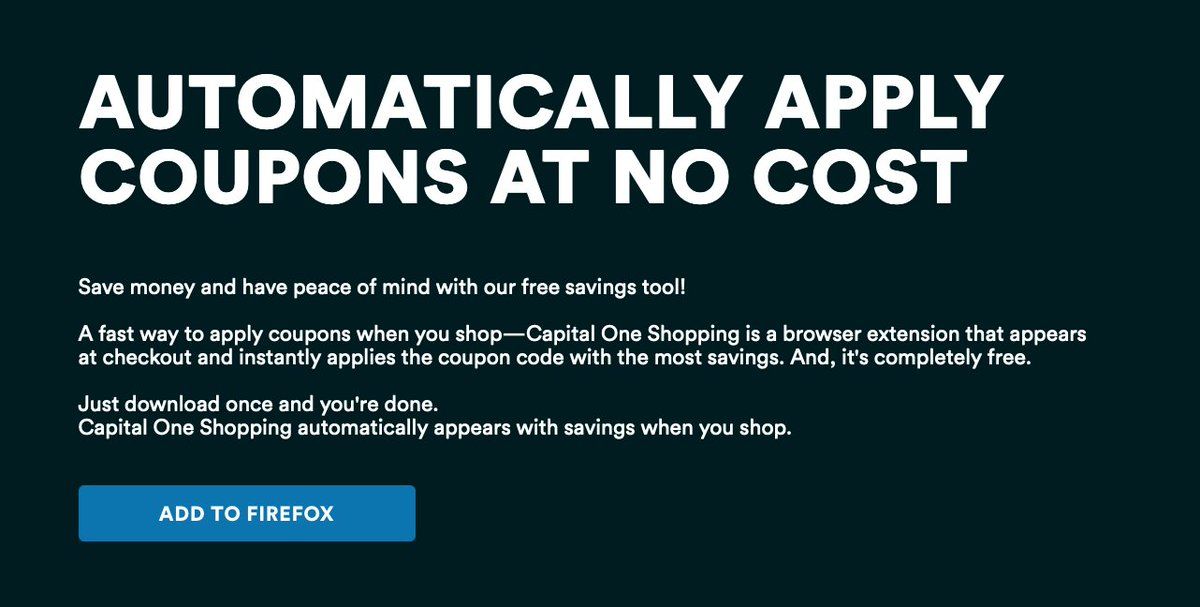 AUTOMATICALLY APPLY
COUPONS AT NO COST
Save money and have peace of mind with our free savings tool!
A fast way to apply coupons when you shop—Capital One Shopping is a browser extension that appears
at checkout and instantly applies the coupon code with the most savings. And, it's completely free.
Just download once and you're done.
Capital One Shopping automatically appears with savings when you shop.
ADD TO FIREFOX